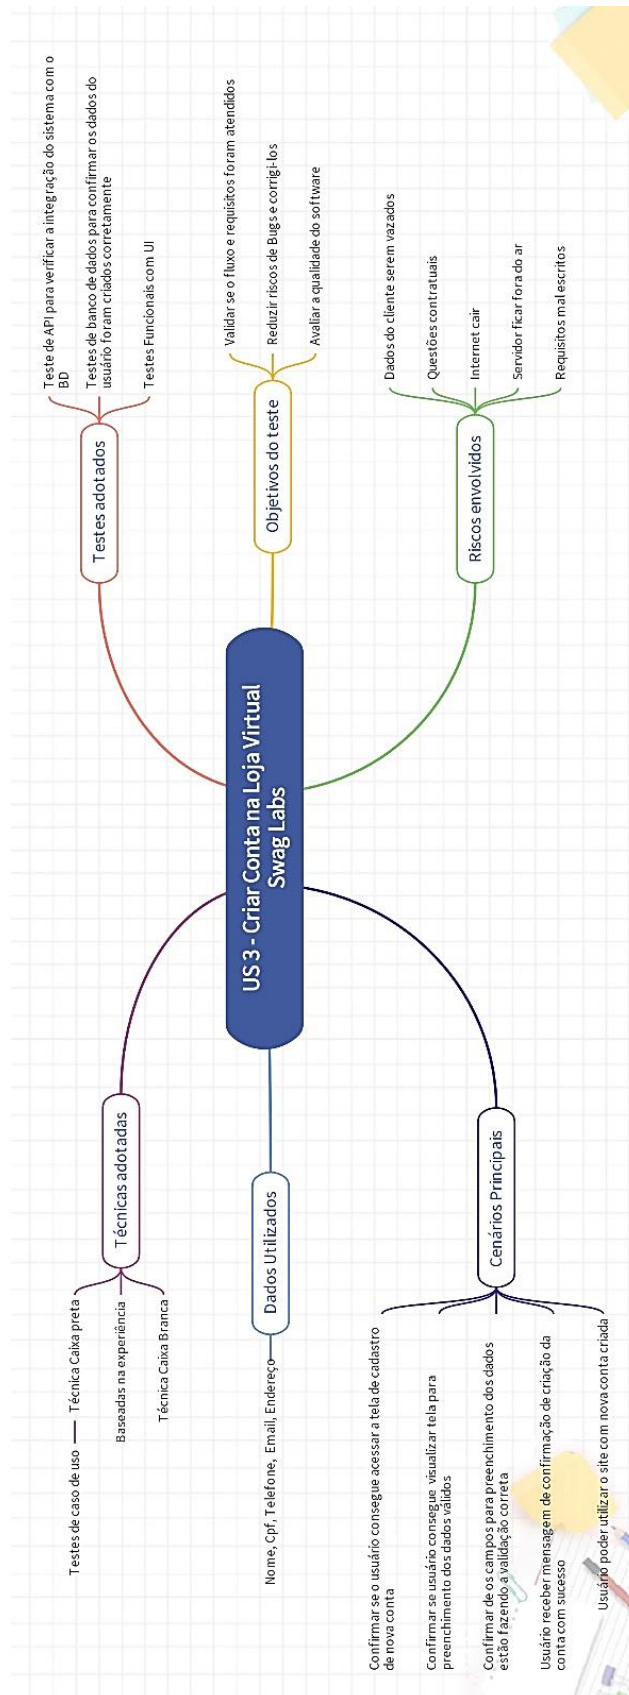 US 3 - Criar Conta na Loja Virtual
Swag Labs
Testes adotados
Teste de API para verificar a integração do sistema com o
BD
Testes de banco de dados para confirmar os dados do
usuário foram criados corretamente
Testes Funcionais com UI
Objetivos do teste
Validar se o fluxo e requisitos foram atendidos
Reduzir riscos de Bugs e corrigi-los
Avaliar a qualidade do software
Riscos envolvidos
Dados do cliente serem vazados
Questões contratuais
Internet cair
Servidor ficar fora do ar
Requisitos mal escritos
Técnicas adotadas
Técnica Caixa preta
Testes de caso de uso
Baseadas na experiência
Técnica Caixa Branca
Dados Utilizados
Nome, Cpf, Telefone, Email, Endereço
Cenários Principais
Confirmar se o usuário consegue acessar a tela de cadastro
de nova conta
Confirmar se usuário consegue visualizar tela para
preenchimento dos dados válidos
Confirmar de os campos para preenchimento dos dados
estão fazendo a validação correta
Usuário receber mensagem de confirmação de criação da
conta com sucesso
Usuário poder utilizar o site com nova conta criada